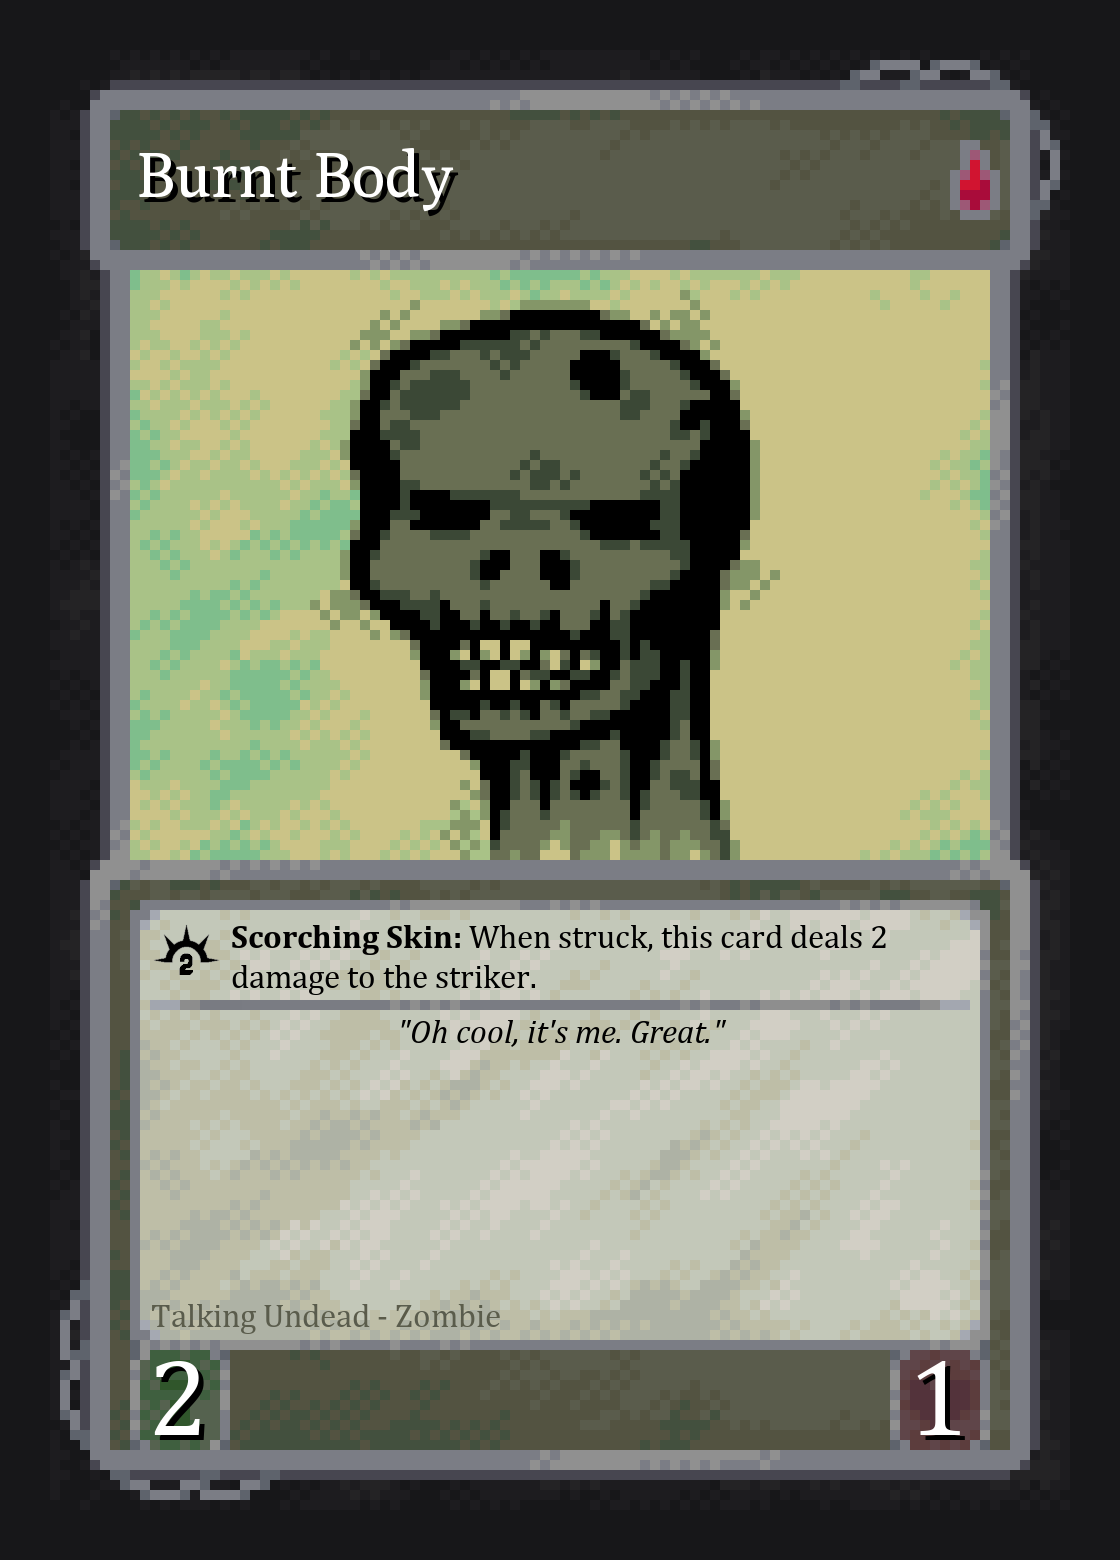 Burnt Body
2
Scorching Skin: When struck, this card deals 2
damage to the striker.
"Oh cool, it's me. Great."
Talking Undead - Zombie
2
1